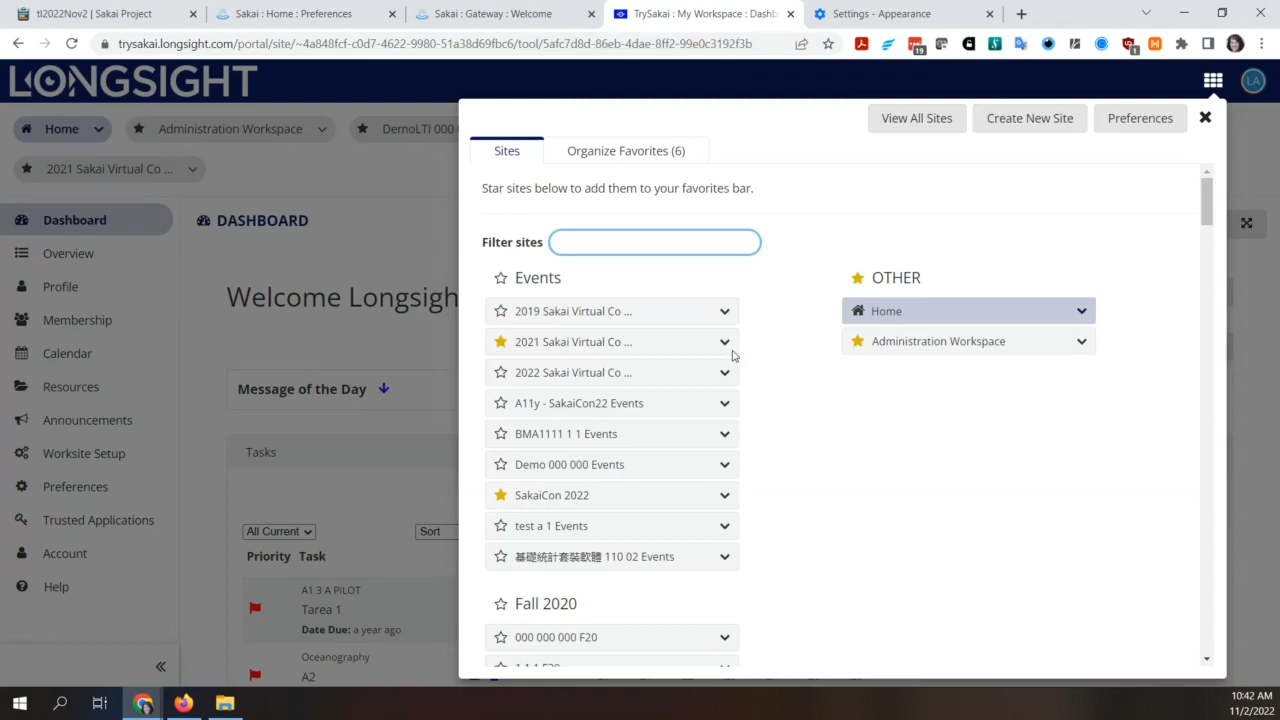 tl2022Nov2 | Sakai Project
Sakai : Home : Preferences
Sakai : Gateway : Welcome
TrySakai : My Workspace : Dashb
Settings - Appearance
trysakai.longsight.com/portal/site/~4a848fcf-c0d7-4622-9900-51a38d69fbc6/tool/5afc7d8d-86eb-4dae-8ff2-99e0c3192f3b
19
1
LONGSIGHT
LA
Home
Administration Workspace
DemoLTI 000
2021 Sakai Virtual Co ...
View All Sites
Create New Site
Preferences
Sites
Organize Favorites (6)
Star sites below to add them to your favorites bar.
Filter sites
Events
2019 Sakai Virtual Co ...
2021 Sakai Virtual Co ...
2022 Sakai Virtual Co ...
A11y - SakaiCon22 Events
BMA1111 1 1 Events
Demo 000 000 Events
SakaiCon 2022
test a 1 Events
基礎統計套裝軟體 110 02 Events
Fall 2020
000 000 000 F20
1 1 1 F20
OTHER
Home
Administration Workspace
Dashboard
Overview
Profile
Membership
Calendar
Resources
Announcements
Worksite Setup
Preferences
Trusted Applications
Account
Help
DASHBOARD
Welcome Longsigh
Message of the Day
Tasks
All Current
Sort
Priority Task
A1 3 A PILOT
Tarea 1
Date Due: a year ago
Oceanography
A2
10:42 AM
11/2/2022